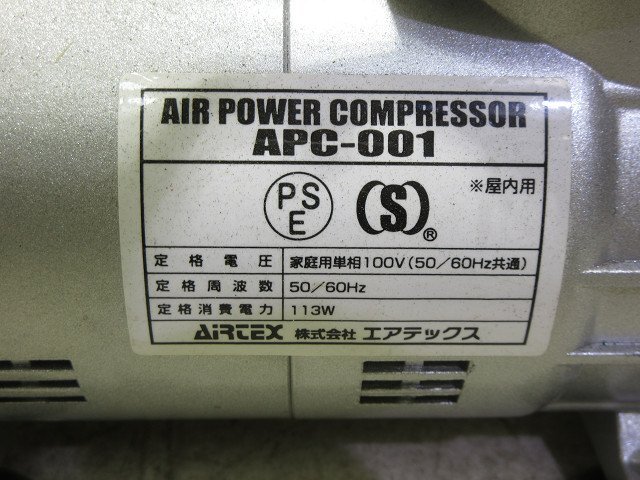 AIR POWER COMPRESSOR
APC-001
PS
E
(S)®
※屋内用
定格電圧 家庭用単相100V(50/60Hz共通)
定格周波数 50/60Hz
定格消費電力 113W
AIRTEX 株式会社 エアテックス